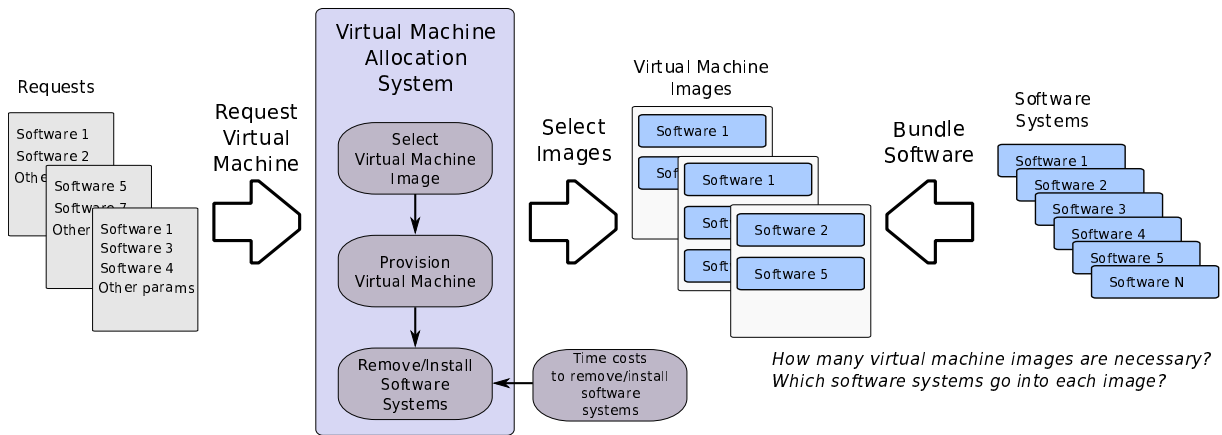 Requests
Software 1
Software 2
Othe
Software 5
Software 7
Othe
Software 1
Software 3
Software 4
Other params
Request
Virtual
Machine
Virtual Machine
Allocation
System
Select
Virtual Machine
Image
Provision
Virtual Machine
Remove/Install
Software
Systems
Time costs
to remove/install
software
systems
Select
Images
Virtual Machine
Images
Software 1
Sof
Software 1
Sof
Sof
Software 2
Software 5
Bundle
Software
Software
Systems
Software 1
Software 2
Software 3
Software 4
Software 5
Software N
How many virtual machine images are necessary?
Which software systems go into each image?